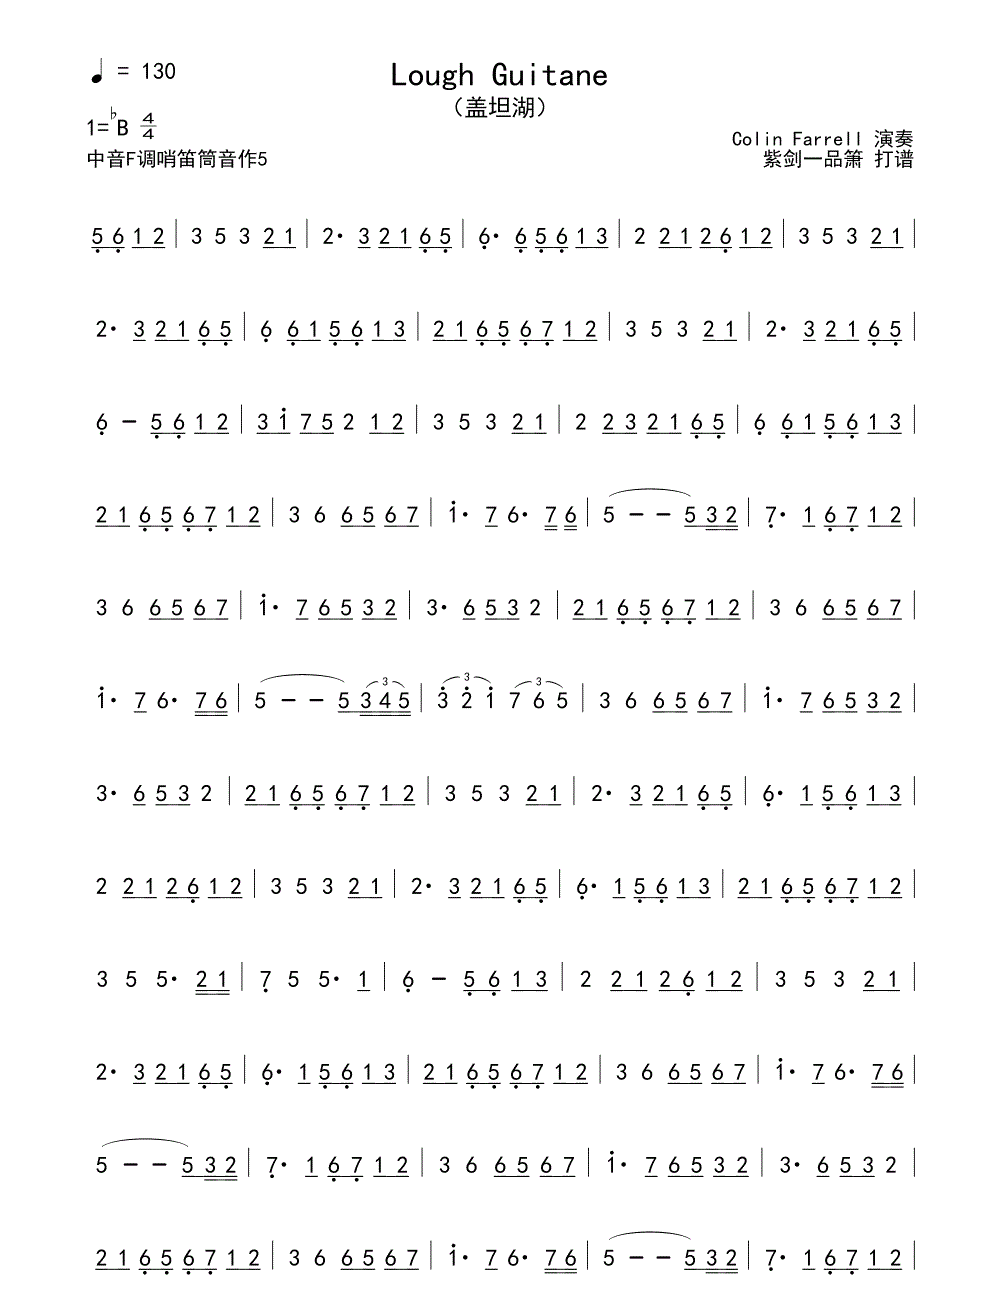 ♩ = 130
Lough Guitane
（盖坦湖）
1=♭B 4/4
Colin Farrell 演奏
中音F调哨笛筒音作5
紫剑一品箫 打谱
5̣ 6̣ 1 2 | 3 5 3 2 1 | 2· 3 2 1 6̣ 5̣ | 6̣· 6̣ 5̣ 6̣ 1 3 | 2 2 1 2 6̣ 1 2 | 3 5 3 2 1 |
2· 3 2 1 6̣ 5̣ | 6̣ 6̣ 1 5̣ 6̣ 1 3 | 2 1 6̣ 5̣ 6̣ 7̣ 1 2 | 3 5 3 2 1 | 2· 3 2 1 6̣ 5̣ |
6̣ – 5̣ 6̣ 1 2 | 3 i 7 5 2 1 2 | 3 5 3 2 1 | 2 2 3 2 1 6̣ 5̣ | 6̣ 6̣ 1 5̣ 6̣ 1 3 |
2 1 6̣ 5̣ 6̣ 7̣ 1 2 | 3 6 6 5 6 7 | i· 7 6· 7 6 | 5 – – 5 3 2 | 7̣· 1 6̣ 7̣ 1 2 |
3 6 6 5 6 7 | i· 7 6 5 3 2 | 3· 6 5 3 2 | 2 1 6̣ 5̣ 6̣ 7̣ 1 2 | 3 6 6 5 6 7 |
i· 7 6· 7 6 | 5 – – 5 3 4 5 | 3̇ 2̇ i 7 6 5 | 3 6 6 5 6 7 | i· 7 6 5 3 2 |
3· 6 5 3 2 | 2 1 6̣ 5̣ 6̣ 7̣ 1 2 | 3 5 3 2 1 | 2· 3 2 1 6̣ 5̣ | 6̣· 1 5̣ 6̣ 1 3 |
2 2 1 2 6̣ 1 2 | 3 5 3 2 1 | 2· 3 2 1 6̣ 5̣ | 6̣· 1 5̣ 6̣ 1 3 | 2 1 6̣ 5̣ 6̣ 7̣ 1 2 |
3 5 5· 2 1 | 7̣ 5 5· 1 | 6̣ – 5̣ 6̣ 1 3 | 2 2 1 2 6̣ 1 2 | 3 5 3 2 1 |
2· 3 2 1 6̣ 5̣ | 6̣· 1 5̣ 6̣ 1 3 | 2 1 6̣ 5̣ 6̣ 7̣ 1 2 | 3 6 6 5 6 7 | i· 7 6· 7 6 |
5 – – 5 3 2 | 7̣· 1 6̣ 7̣ 1 2 | 3 6 6 5 6 7 | i· 7 6 5 3 2 | 3· 6 5 3 2 |
2 1 6̣ 5̣ 6̣ 7̣ 1 2 | 3 6 6 5 6 7 | i· 7 6· 7 6 | 5 – – 5 3 2 | 7̣· 1 6̣ 7̣ 1 2 |